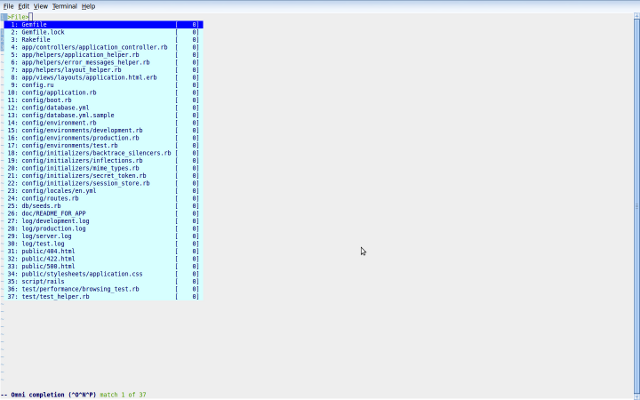 File Edit View Terminal Help
>File>
1: Gemfile [ 0]
2: Gemfile.lock [ 0]
3: Rakefile [ 0]
4: app/controllers/application_controller.rb [ 0]
5: app/helpers/application_helper.rb [ 0]
6: app/helpers/error_messages_helper.rb [ 0]
7: app/helpers/layout_helper.rb [ 0]
8: app/views/layouts/application.html.erb [ 0]
9: config.ru [ 0]
10: config/application.rb [ 0]
11: config/boot.rb [ 0]
12: config/database.yml [ 0]
13: config/database.yml.sample [ 0]
14: config/environment.rb [ 0]
15: config/environments/development.rb [ 0]
16: config/environments/production.rb [ 0]
17: config/environments/test.rb [ 0]
18: config/initializers/backtrace_silencers.rb [ 0]
19: config/initializers/inflections.rb [ 0]
20: config/initializers/mime_types.rb [ 0]
21: config/initializers/secret_token.rb [ 0]
22: config/initializers/session_store.rb [ 0]
23: config/locales/en.yml [ 0]
24: config/routes.rb [ 0]
25: db/seeds.rb [ 0]
26: doc/README_FOR_APP [ 0]
27: log/development.log [ 0]
28: log/production.log [ 0]
29: log/server.log [ 0]
30: log/test.log [ 0]
31: public/404.html [ 0]
32: public/422.html [ 0]
33: public/500.html [ 0]
34: public/stylesheets/application.css [ 0]
35: script/rails [ 0]
36: test/performance/browsing_test.rb [ 0]
37: test/test_helper.rb [ 0]
-- Omni completion (^O^N^P) match 1 of 37